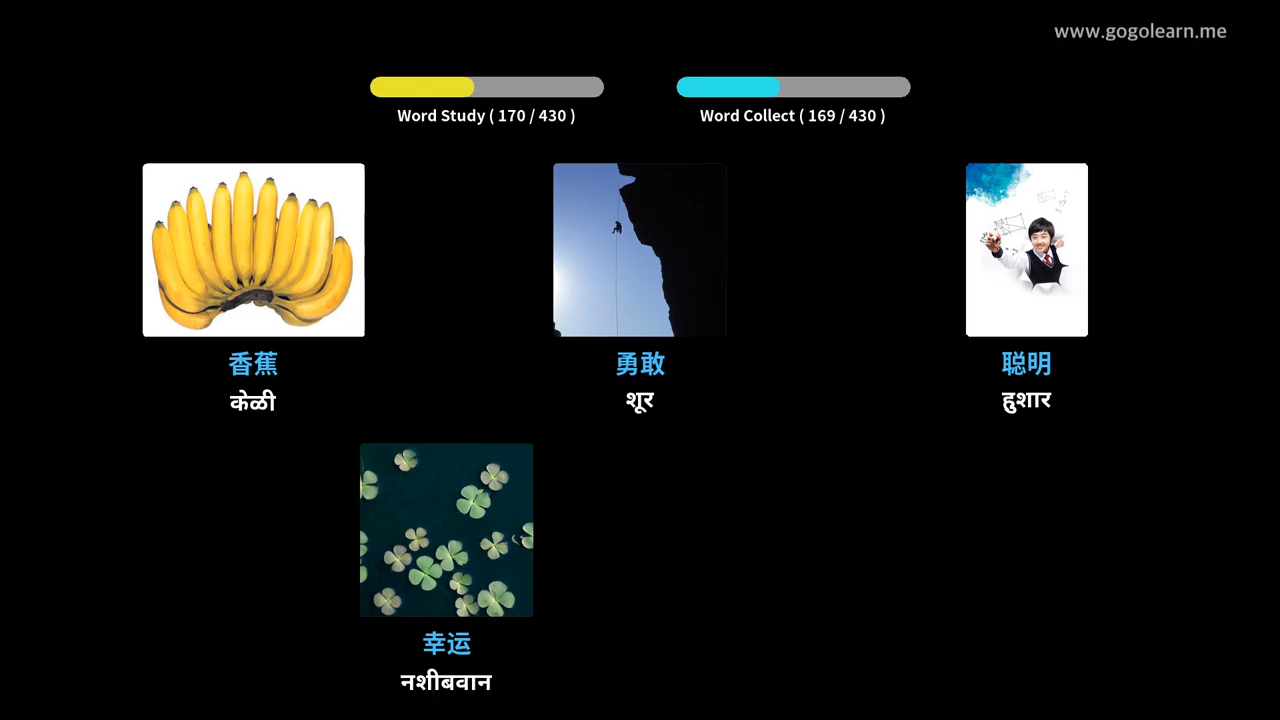 www.gogolearn.me
Word Study ( 170 / 430 )
Word Collect ( 169 / 430 )
香蕉
केळी
勇敢
शूर
聪明
हुशार
幸运
नशीबवान